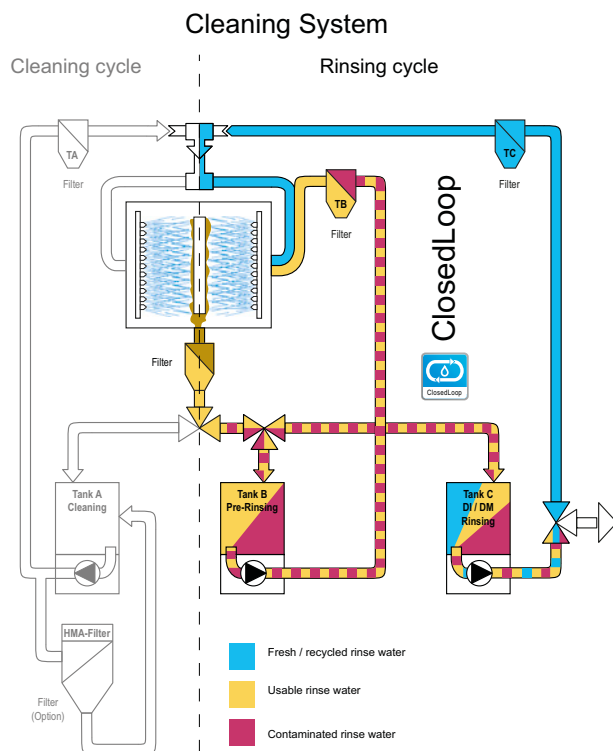 Cleaning System
Cleaning cycle
Rinsing cycle
TA
Filter
TC
Filter
TB
Filter
ClosedLoop
ClosedLoop
Filter
Tank A
Cleaning
Tank B
Pre-Rinsing
Tank C
DI / DM
Rinsing
HMA-Filter
Filter
(Option)
Fresh / recycled rinse water
Usable rinse water
Contaminated rinse water